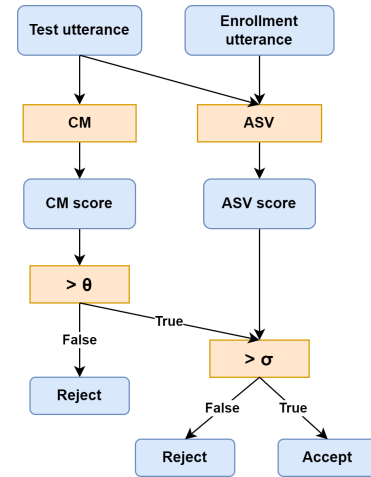 Test utterance
Enrollment
utterance
CM
ASV
CM score
ASV score
> θ
True
False
> σ
Reject
False
True
Reject
Accept